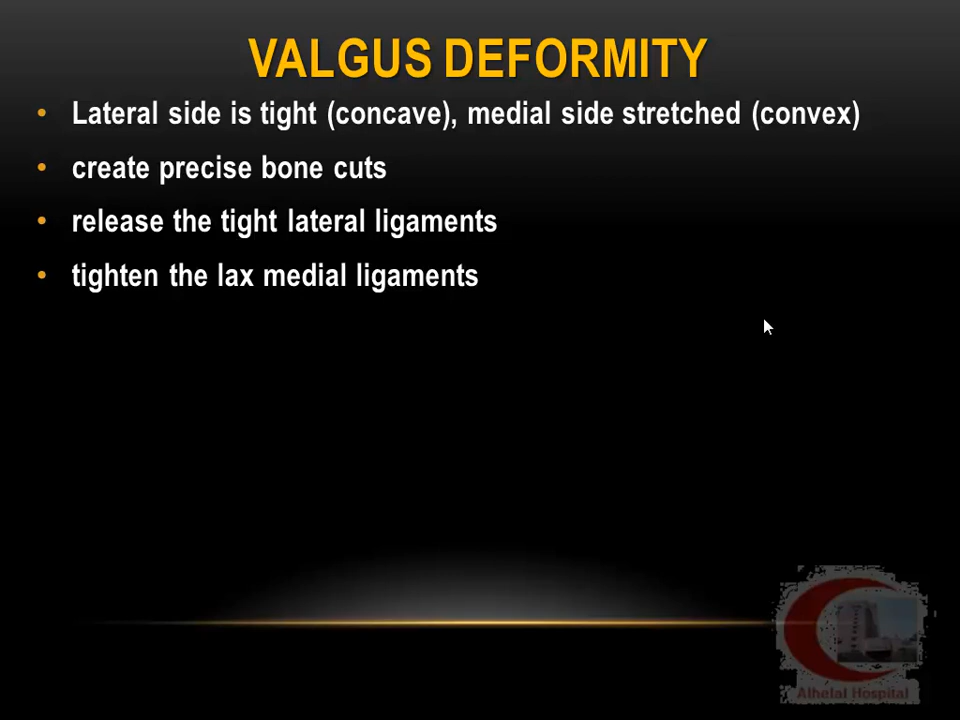 VALGUS DEFORMITY
• Lateral side is tight (concave), medial side stretched (convex)
• create precise bone cuts
• release the tight lateral ligaments
• tighten the lax medial ligaments
Alhelal Hospital